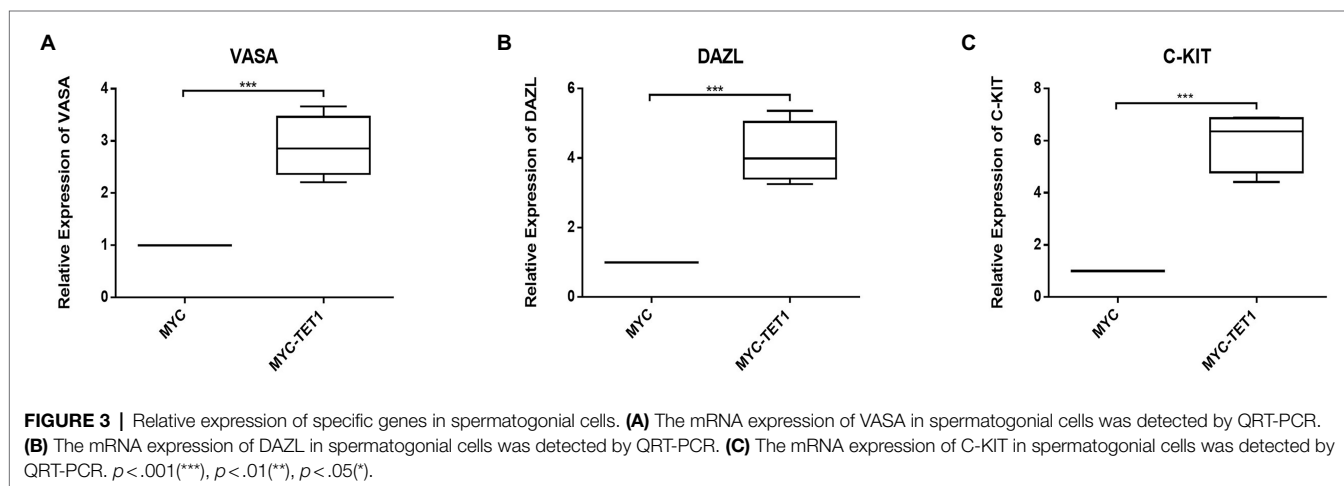 A
VASA
Relative Expression of VASA
4
3
2
1
0
***
MYC
MYC-TET1
B
DAZL
Relative Expression of DAZL
6
4
2
0
***
MYC
MYC-TET1
C
C-KIT
Relative Expression of C-KIT
8
6
4
2
0
***
MYC
MYC-TET1
FIGURE 3 | Relative expression of specific genes in spermatogonial cells. (A) The mRNA expression of VASA in spermatogonial cells was detected by QRT-PCR.
(B) The mRNA expression of DAZL in spermatogonial cells was detected by QRT-PCR. (C) The mRNA expression of C-KIT in spermatogonial cells was detected by
QRT-PCR. p<.001(***), p<.01(**), p<.05(*).